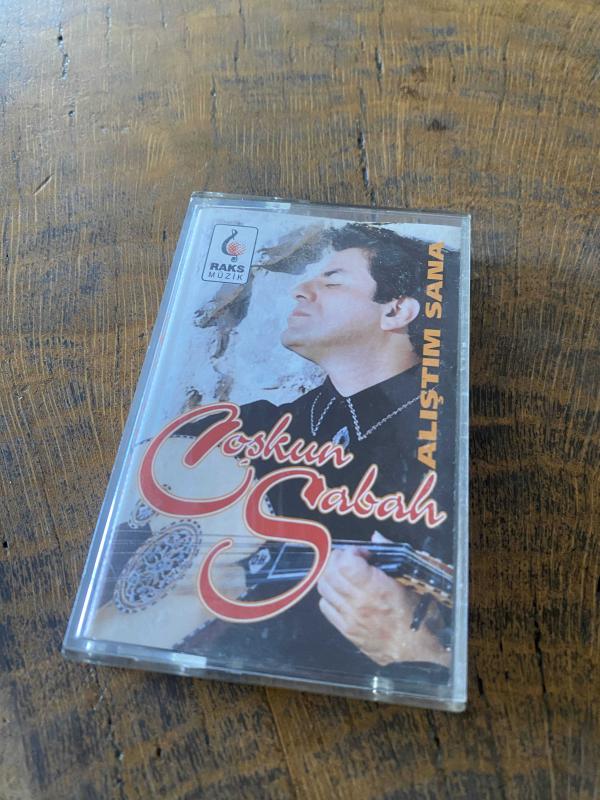 RAKS
MÜZİK
ALIŞTIM SANA
Coşkun
Sabah